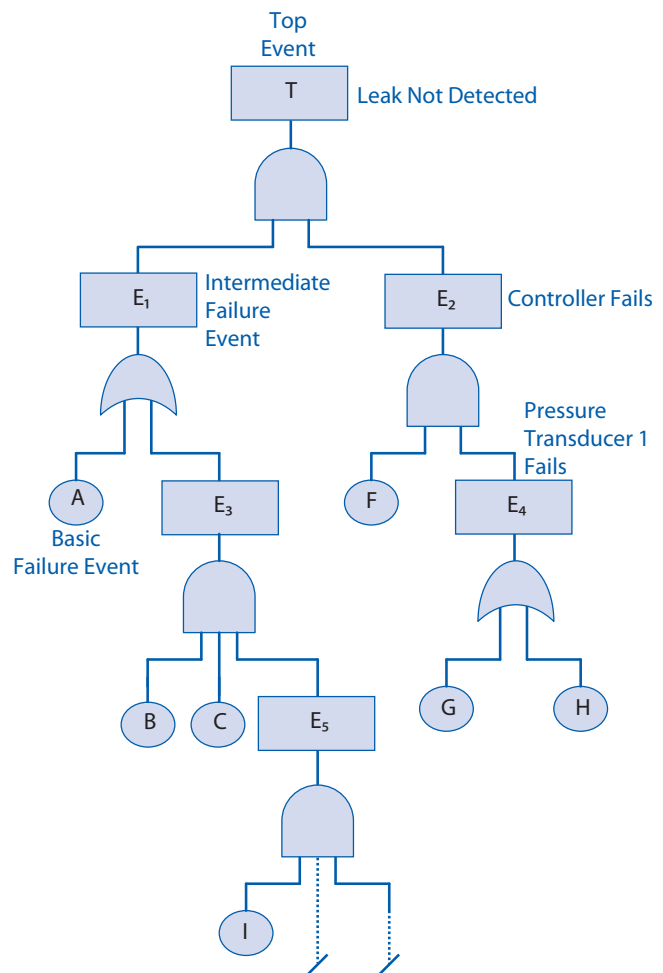 Top
Event
T
Leak Not Detected
E₁
Intermediate
Failure
Event
E₂
Controller Fails
Pressure
Transducer 1
Fails
A
Basic
Failure Event
E₃
F
E₄
B
C
E₅
G
H
I